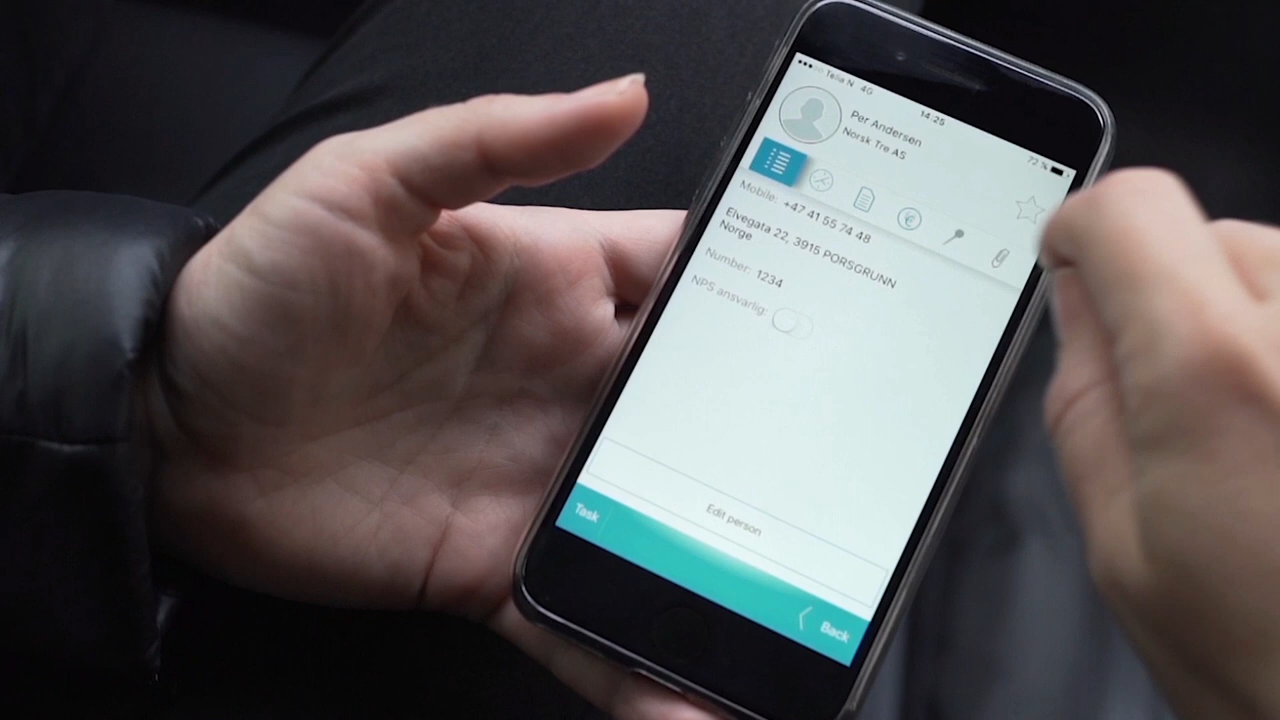 Telia N 4G 14:25 72 %
Per Andersen
Norsk Tre AS
Mobile: +47 41 55 74 48
Elvegata 22, 3915 PORSGRUNN
Norge
Number: 1234
NPS ansvarlig:
Edit person
Task
Back